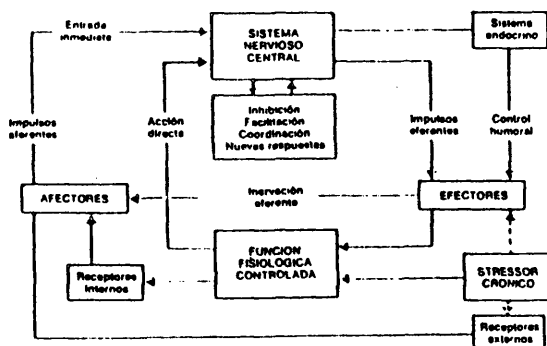 Entrada
inmediata
SISTEMA
NERVIOSO
CENTRAL
Sistema
endocrino
Impulsos
aferentes
Acción
directa
Inhibición
Facilitación
Coordinación
Nuevas respuestas
Impulsos
eferentes
Control
humoral
AFECTORES
Inervación
eferente
EFECTORES
FUNCION
FISIOLOGICA
CONTROLADA
Receptores
Internos
STRESSOR
CRONICO
Receptores
externos